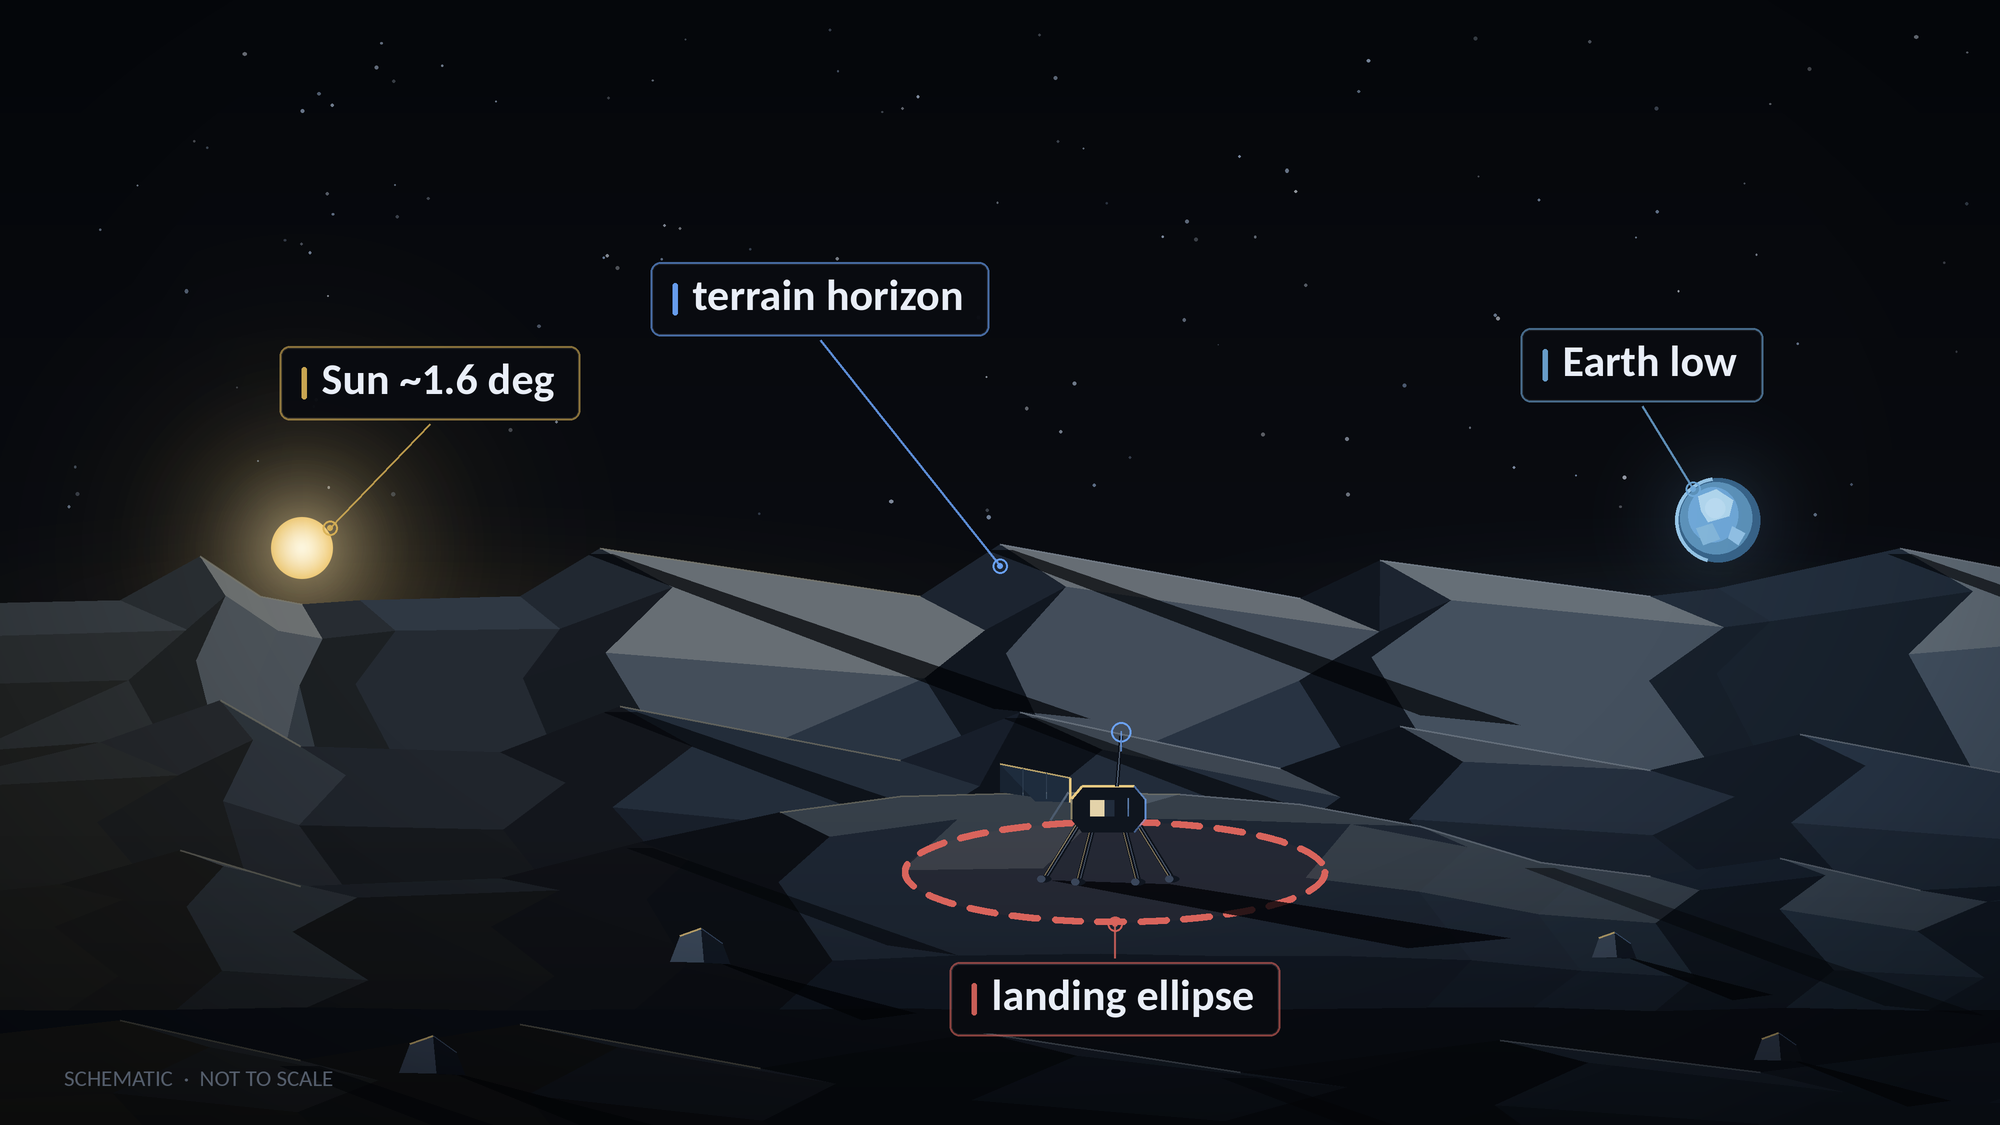 terrain horizon
Earth low
Sun ~1.6 deg
landing ellipse
SCHEMATIC · NOT TO SCALE